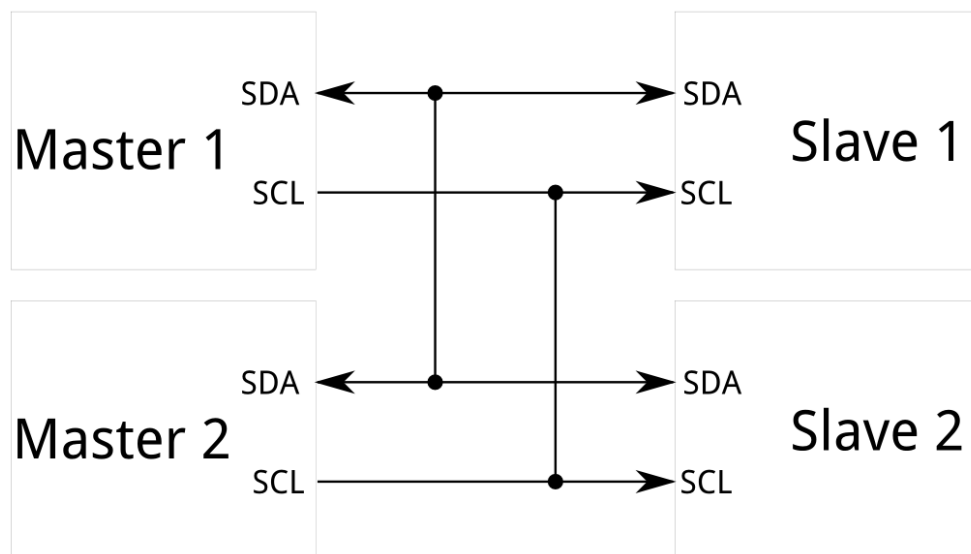 SDA
Master 1
SCL
SDA
Slave 1
SCL
SDA
Master 2
SCL
SDA
Slave 2
SCL